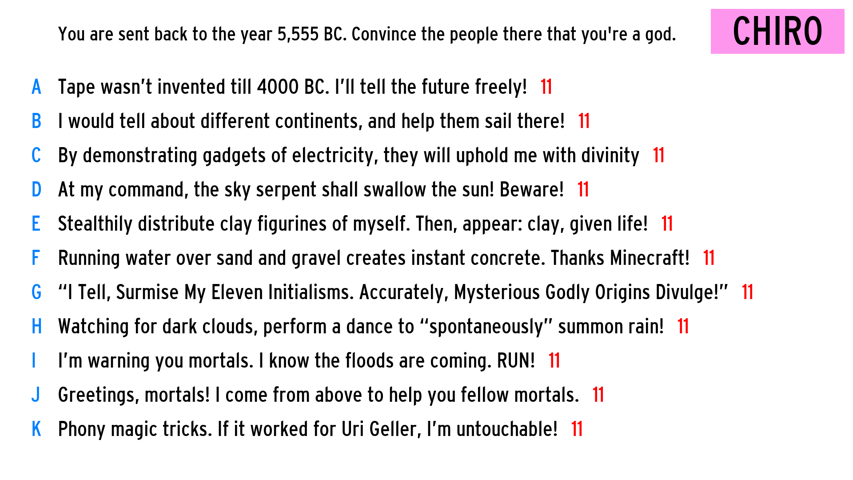 You are sent back to the year 5,555 BC. Convince the people there that you're a god.
CHIRO
A Tape wasn’t invented till 4000 BC. I’ll tell the future freely! 11
B I would tell about different continents, and help them sail there! 11
C By demonstrating gadgets of electricity, they will uphold me with divinity 11
D At my command, the sky serpent shall swallow the sun! Beware! 11
E Stealthily distribute clay figurines of myself. Then, appear: clay, given life! 11
F Running water over sand and gravel creates instant concrete. Thanks Minecraft! 11
G “I Tell, Surmise My Eleven Initialisms. Accurately, Mysterious Godly Origins Divulge!” 11
H Watching for dark clouds, perform a dance to “spontaneously” summon rain! 11
I I’m warning you mortals. I know the floods are coming. RUN! 11
J Greetings, mortals! I come from above to help you fellow mortals. 11
K Phony magic tricks. If it worked for Uri Geller, I’m untouchable! 11